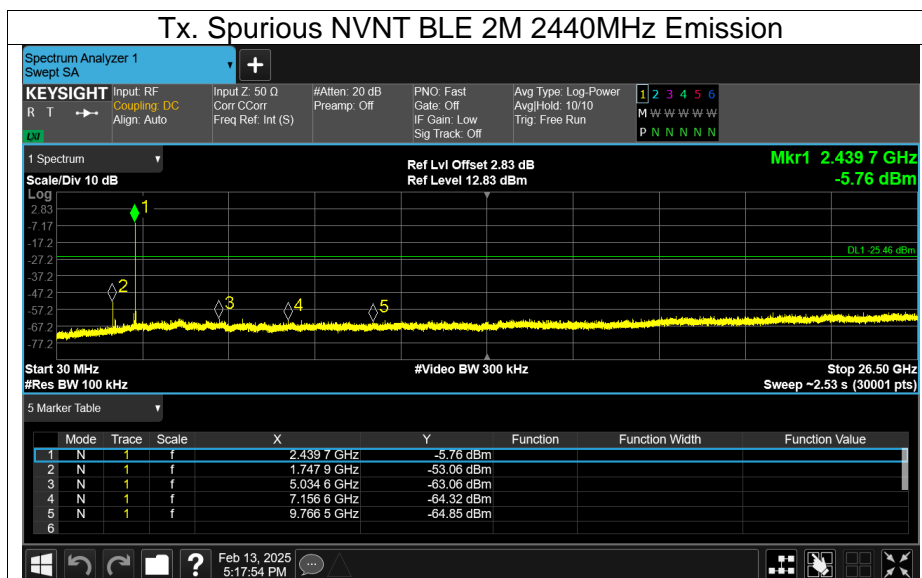 Tx. Spurious NVNT BLE 2M 2440MHz Emission
Spectrum Analyzer 1
Swept SA
+
KEYSIGHT Input: RF Input Z: 50 Ω #Atten: 20 dB PNO: Fast Avg Type: Log-Power 1 2 3 4 5 6
R T Coupling: DC Corr CCorr Preamp: Off Gate: Off Avg|Hold: 10/10 M W W W W W
Align: Auto Freq Ref: Int (S) IF Gain: Low Trig: Free Run
LXI Sig Track: Off P N N N N N
1 Spectrum Ref Lvl Offset 2.83 dB Mkr1 2.439 7 GHz
Scale/Div 10 dB Ref Level 12.83 dBm -5.76 dBm
Log
2.83 1
-7.17
-17.2 DL1 -25.46 dBm
-27.2
-37.2
-47.2 2
-57.2 3 4 5
-67.2
-77.2
Start 30 MHz #Video BW 300 kHz Stop 26.50 GHz
#Res BW 100 kHz Sweep ~2.53 s (30001 pts)
5 Marker Table
Mode Trace Scale X Y Function Function Width Function Value
1 N 1 f 2.439 7 GHz -5.76 dBm
2 N 1 f 1.747 9 GHz -53.06 dBm
3 N 1 f 5.034 6 GHz -63.06 dBm
4 N 1 f 7.156 6 GHz -64.32 dBm
5 N 1 f 9.766 5 GHz -64.85 dBm
6
? Feb 13, 2025
5:17:54 PM